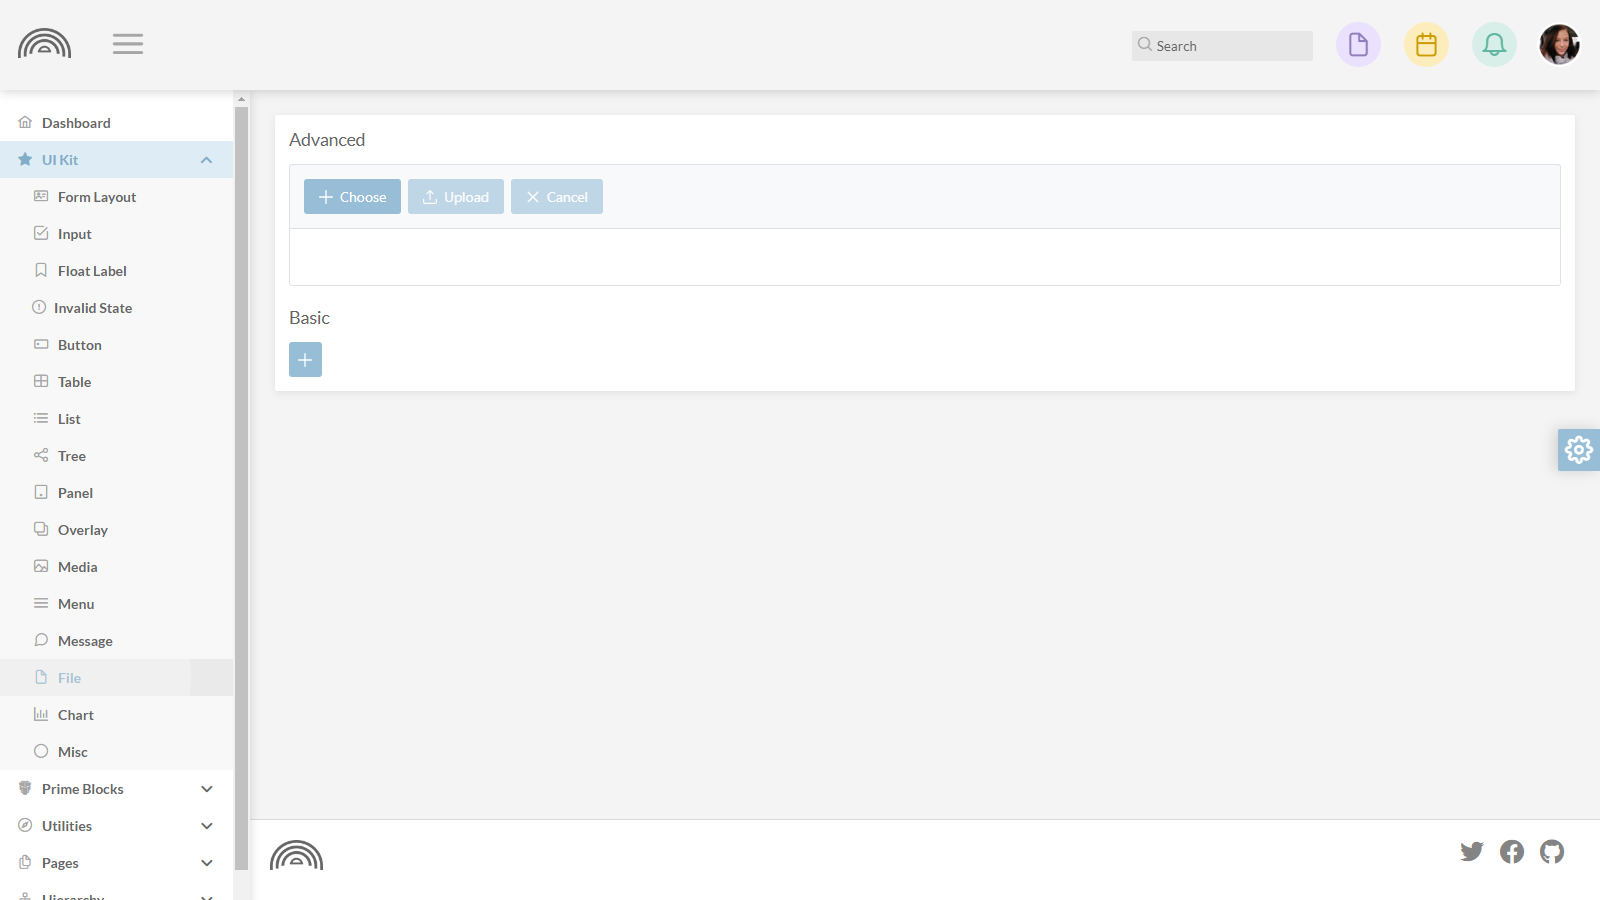 Search
Dashboard
UI Kit
Form Layout
Input
Float Label
Invalid State
Button
Table
List
Tree
Panel
Overlay
Media
Menu
Message
File
Chart
Misc
Prime Blocks
Utilities
Pages
Hierarchy
Advanced
Choose
Upload
Cancel
Basic